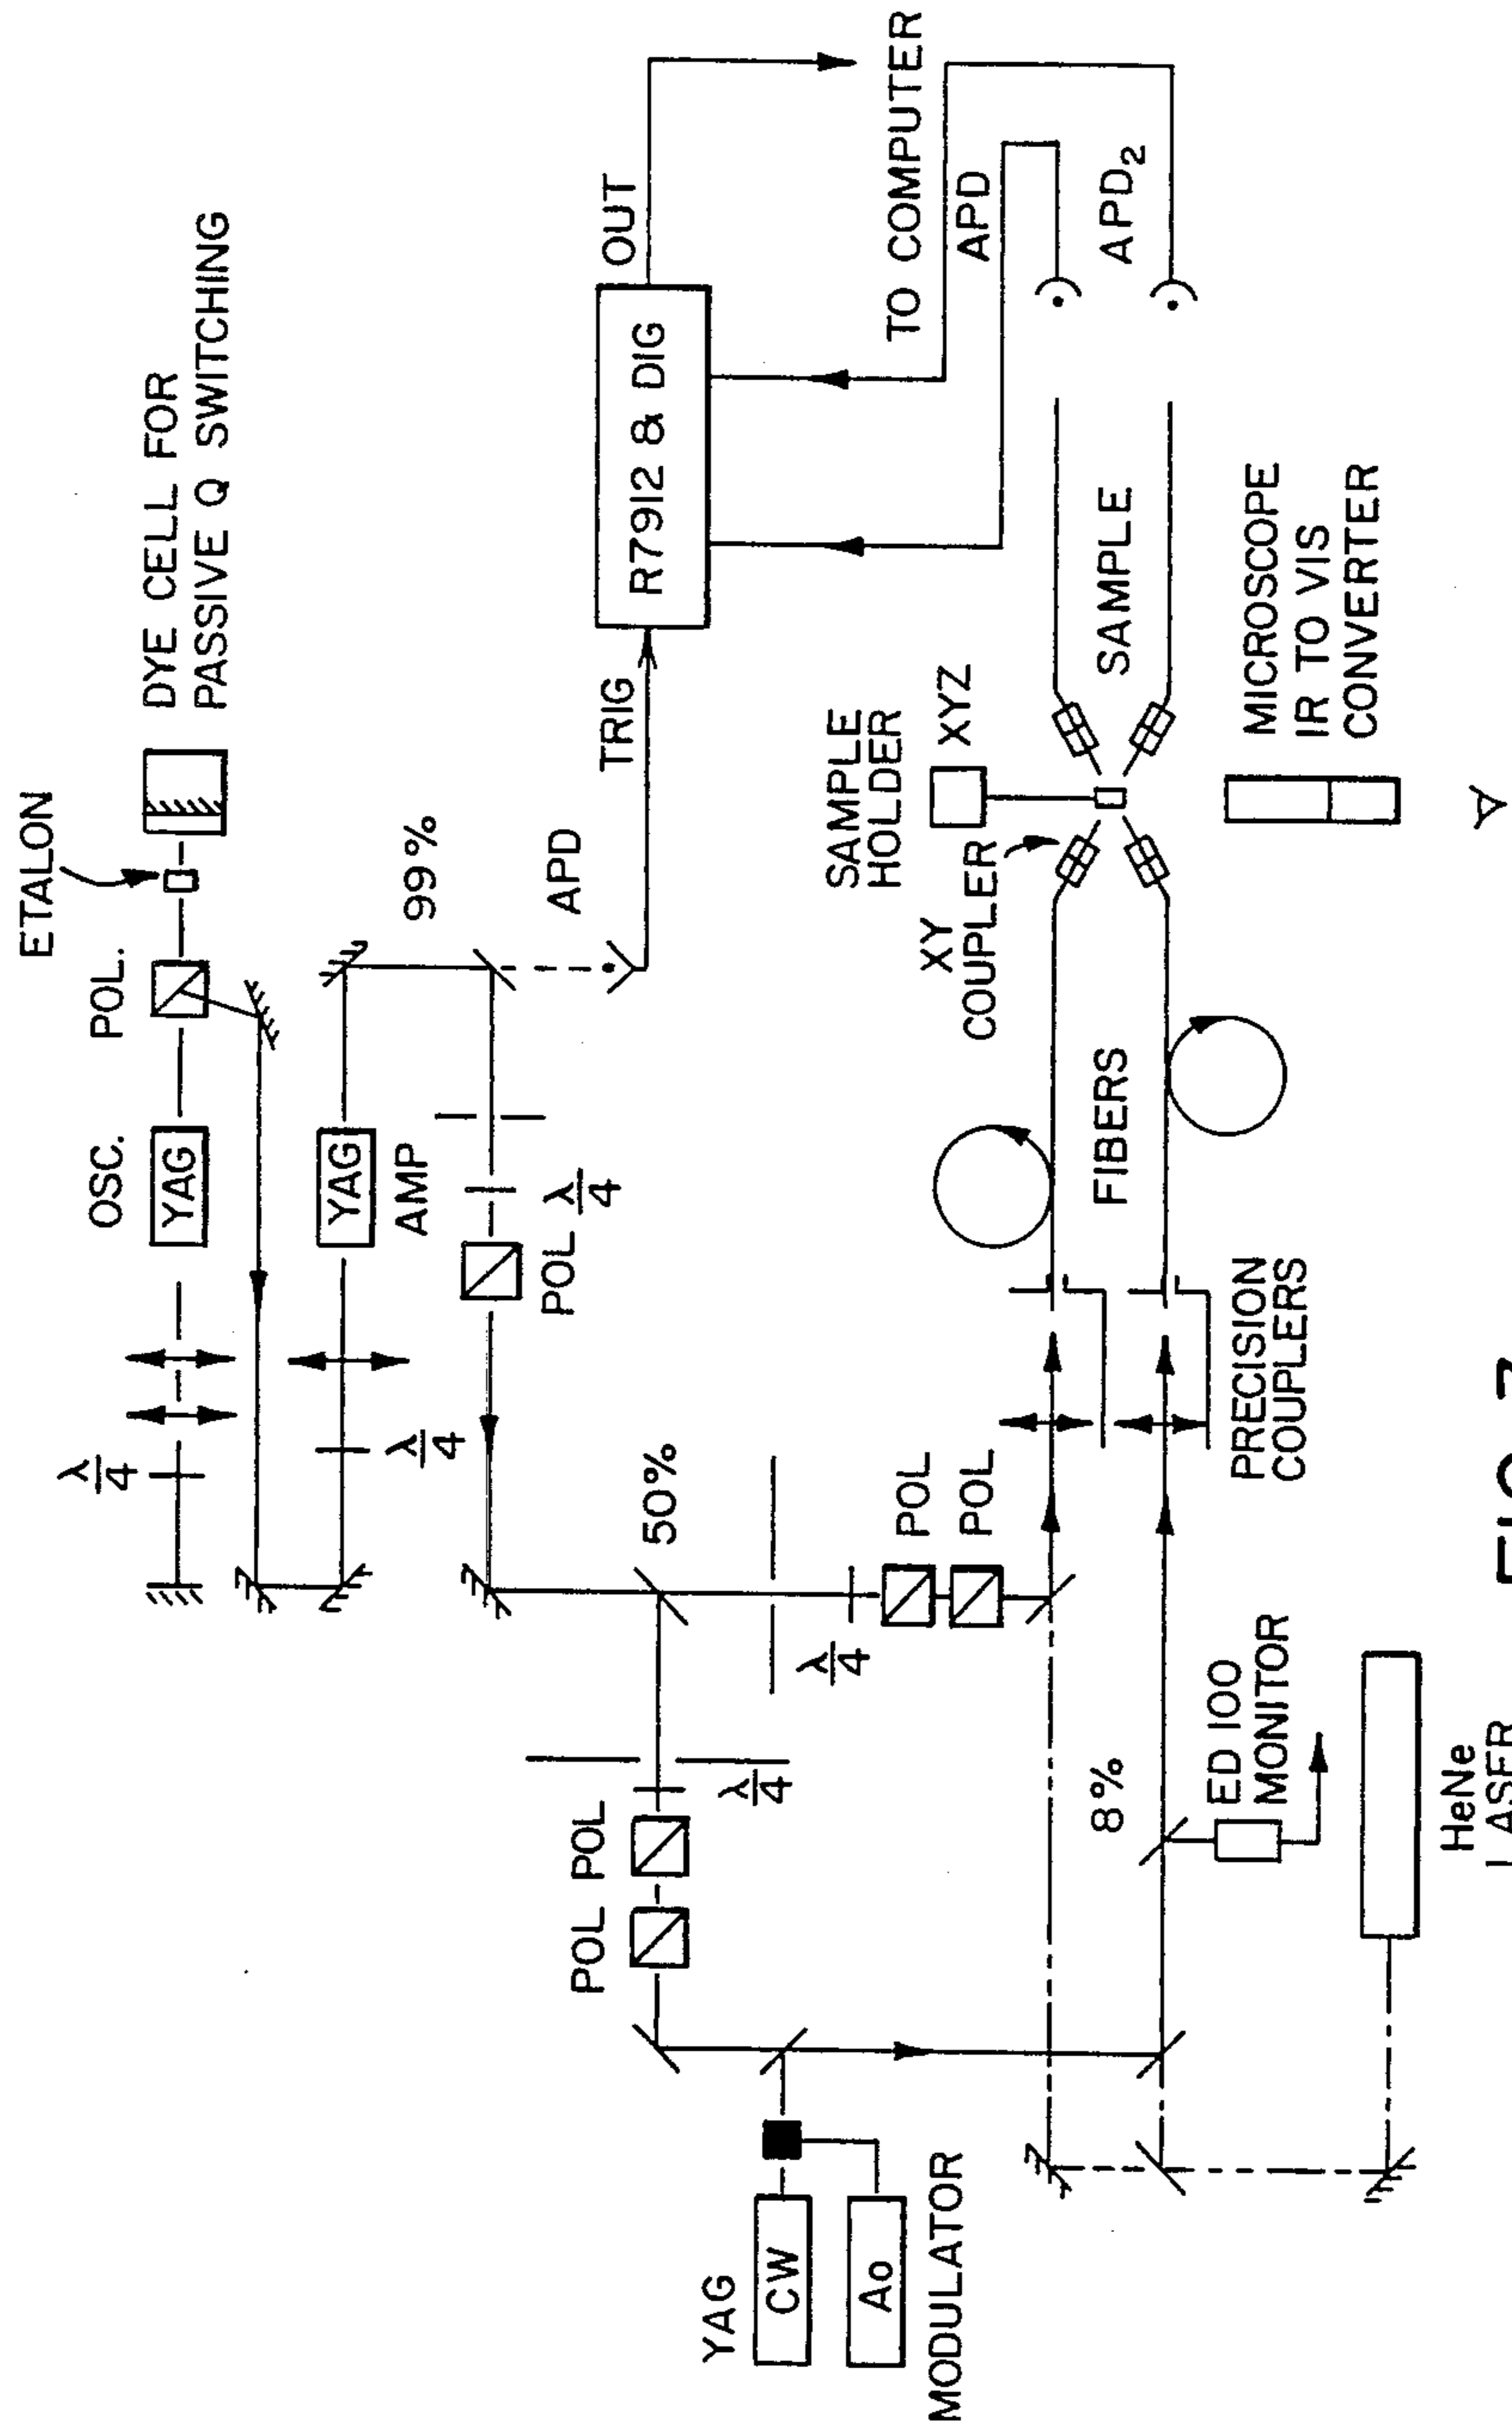 ETALON
DYE CELL FOR
PASSIVE Q SWITCHING
POL.
OSC.
YAG
λ/4
99%
YAG
AMP
λ/4
APD
TRIG
OUT
R7912 & DIG
TO COMPUTER
POL
λ/4
50%
λ/4
POL
POL
λ/4
POL
POL
YAG
CW
Ao
MODULATOR
SAMPLE
HOLDER
XYZ
XY
COUPLER
FIBERS
SAMPLE
APD
APD₂
PRECISION
COUPLERS
MICROSCOPE
IR TO VIS
CONVERTER
8%
ED 100
MONITOR
HeNe
LASER